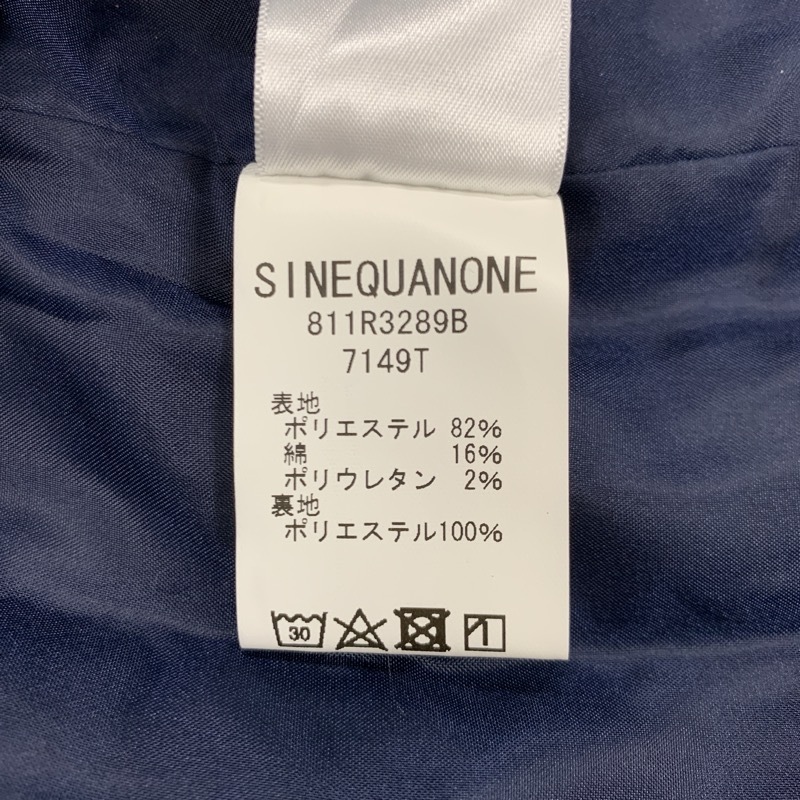 SINEQUANONE
811R3289B
7149T
表地
ポリエステル 82%
綿 16%
ポリウレタン 2%
裏地
ポリエステル100%
30